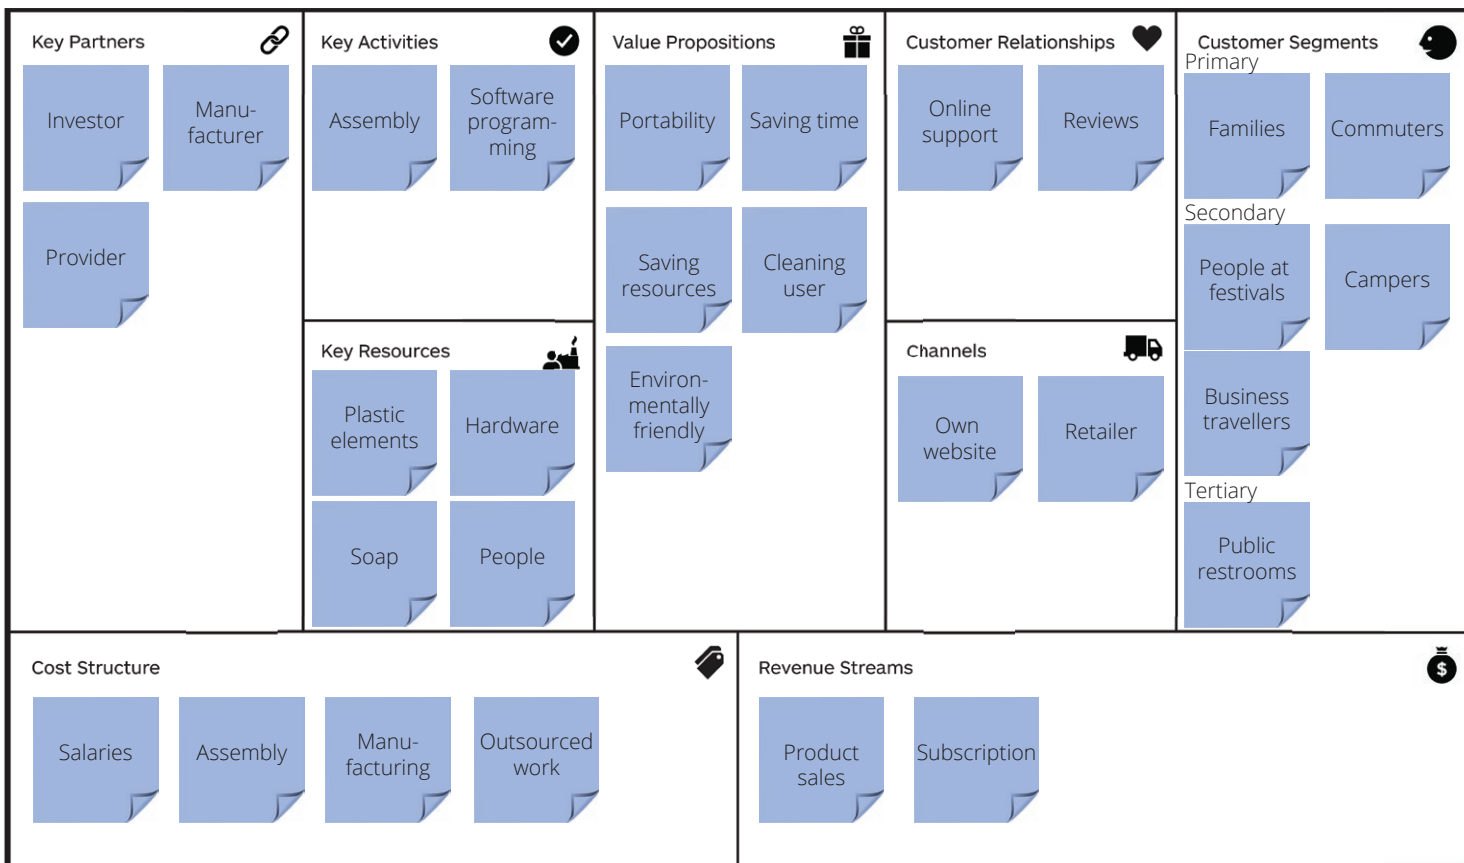 Key Partners
Investor
Manu-
facturer
Provider
Key Activities
Assembly
Software
program-
ming
Key Resources
Plastic
elements
Hardware
Soap
People
Value Propositions
Portability
Saving time
Saving
resources
Cleaning
user
Environ-
mentally
friendly
Customer Relationships
Online
support
Reviews
Channels
Own
website
Retailer
Customer Segments
Primary
Families
Commuters
Secondary
People at
festivals
Campers
Business
travellers
Tertiary
Public
restrooms
Cost Structure
Salaries
Assembly
Manu-
facturing
Outsourced
work
Revenue Streams
$
Product
sales
Subscription